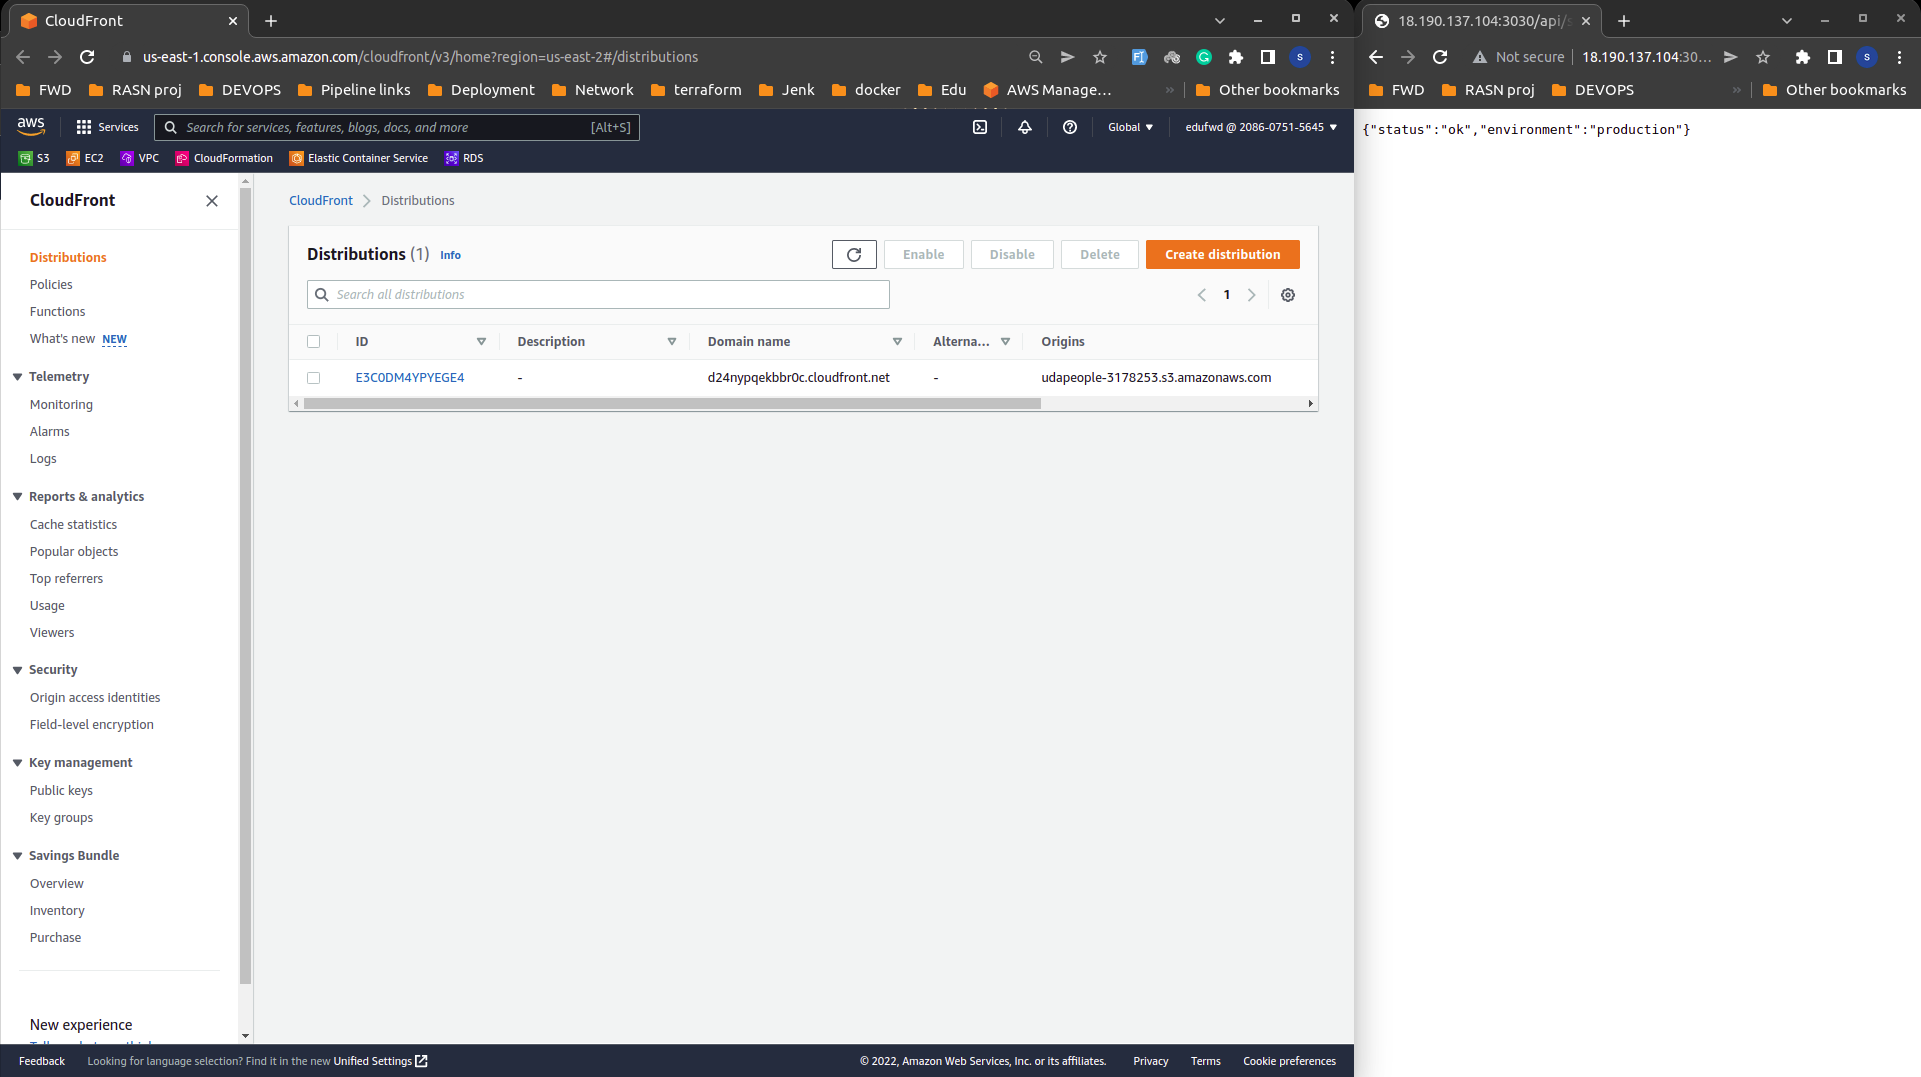 CloudFront
us-east-1.console.aws.amazon.com/cloudfront/v3/home?region=us-east-2#/distributions
FWD RASN proj DEVOPS Pipeline links Deployment Network terraform Jenk docker Edu AWS Manage... » Other bookmarks
aws Services Search for services, features, blogs, docs, and more [Alt+S] Global edufwd @ 2086-0751-5645
S3 EC2 VPC CloudFormation Elastic Container Service RDS
CloudFront
Distributions
Policies
Functions
What's new NEW
Telemetry
Monitoring
Alarms
Logs
Reports & analytics
Cache statistics
Popular objects
Top referrers
Usage
Viewers
Security
Origin access identities
Field-level encryption
Key management
Public keys
Key groups
Savings Bundle
Overview
Inventory
Purchase
New experience
CloudFront Distributions
Distributions (1) Info Enable Disable Delete Create distribution
Search all distributions 1
ID Description Domain name Alterna... Origins
E3C0DM4YPYEGE4 - d24nypqekbbr0c.cloudfront.net - udapeople-3178253.s3.amazonaws.com
Feedback Looking for language selection? Find it in the new Unified Settings © 2022, Amazon Web Services, Inc. or its affiliates. Privacy Terms Cookie preferences
18.190.137.104:3030/api/
Not secure 18.190.137.104:30... S
FWD RASN proj DEVOPS » Other bookmarks
{"status":"ok","environment":"production"}